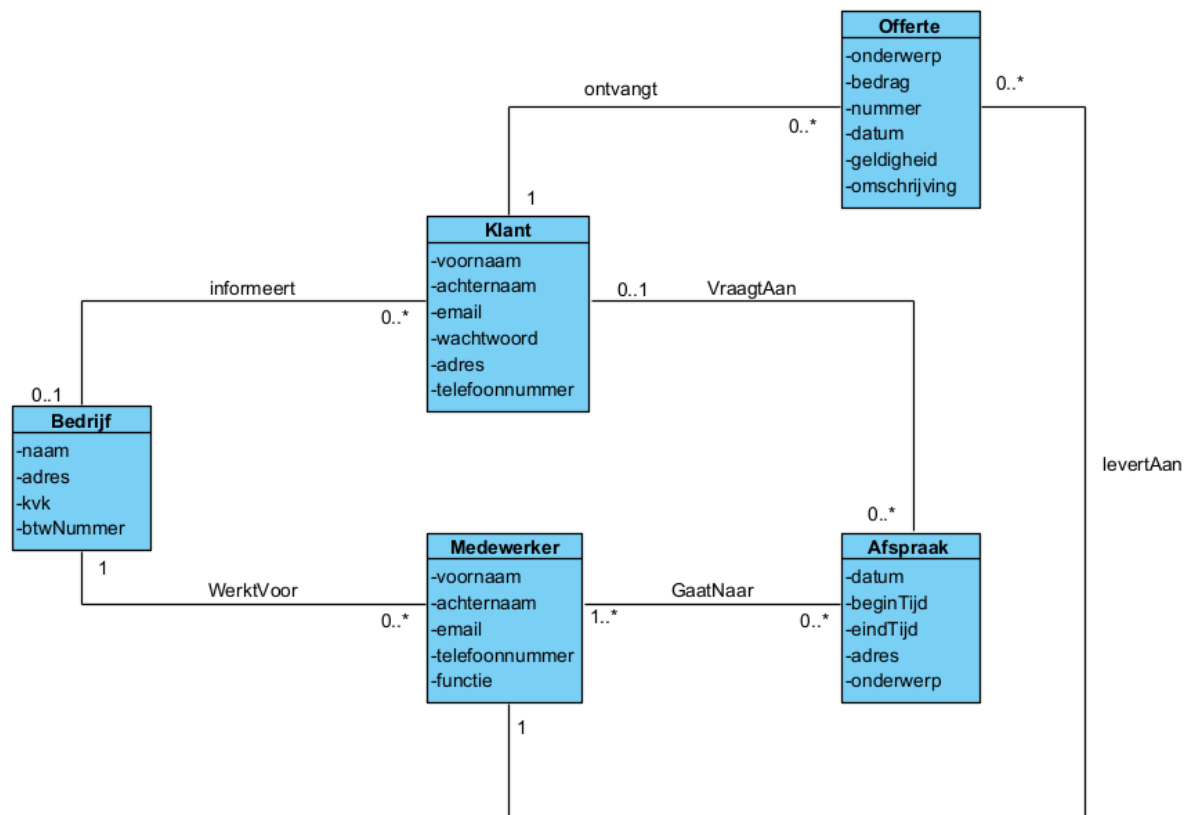 Offerte
-onderwerp
-bedrag
-nummer
-datum
-geldigheid
-omschrijving
0..*
ontvangt
0..*
1
Klant
-voornaam
-achternaam
-email
-wachtwoord
-adres
-telefoonnummer
informeert
0..*
0..1
0..1
VraagtAan
0..*
Bedrijf
-naam
-adres
-kvk
-btwNummer
levertAan
1
WerktVoor
0..*
Medewerker
-voornaam
-achternaam
-email
-telefoonnummer
-functie
GaatNaar
1..*
0..*
Afspraak
-datum
-beginTijd
-eindTijd
-adres
-onderwerp
1